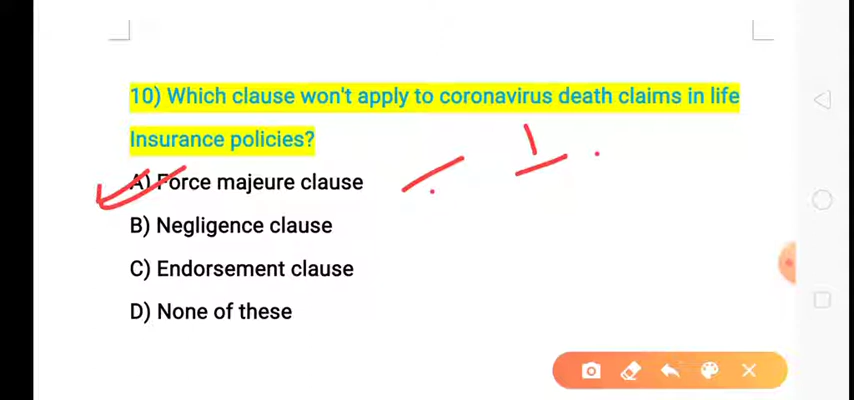 10) Which clause won't apply to coronavirus death claims in life
Insurance policies?
A) Force majeure clause
B) Negligence clause
C) Endorsement clause
D) None of these